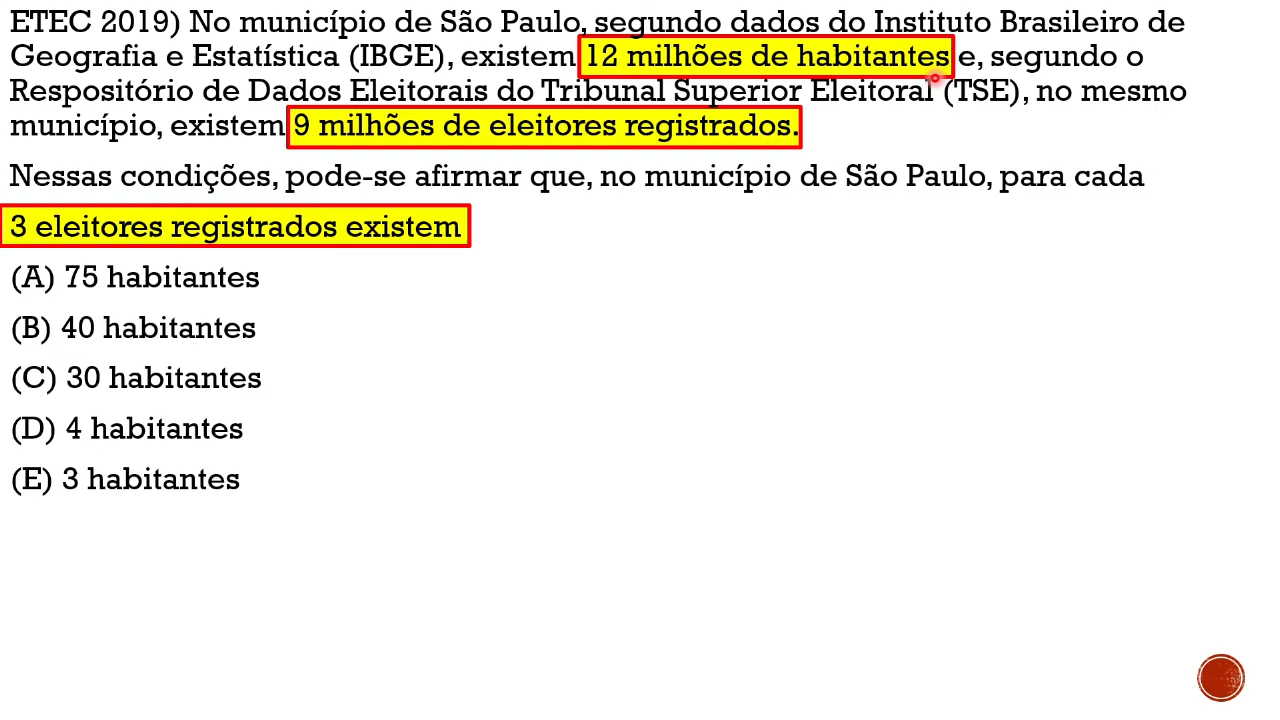 ETEC 2019) No município de São Paulo, segundo dados do Instituto Brasileiro de
Geografia e Estatística (IBGE), existem 12 milhões de habitantes e, segundo o
Respositório de Dados Eleitorais do Tribunal Superior Eleitoral (TSE), no mesmo
município, existem 9 milhões de eleitores registrados.
Nessas condições, pode-se afirmar que, no município de São Paulo, para cada
3 eleitores registrados existem
(A) 75 habitantes
(B) 40 habitantes
(C) 30 habitantes
(D) 4 habitantes
(E) 3 habitantes